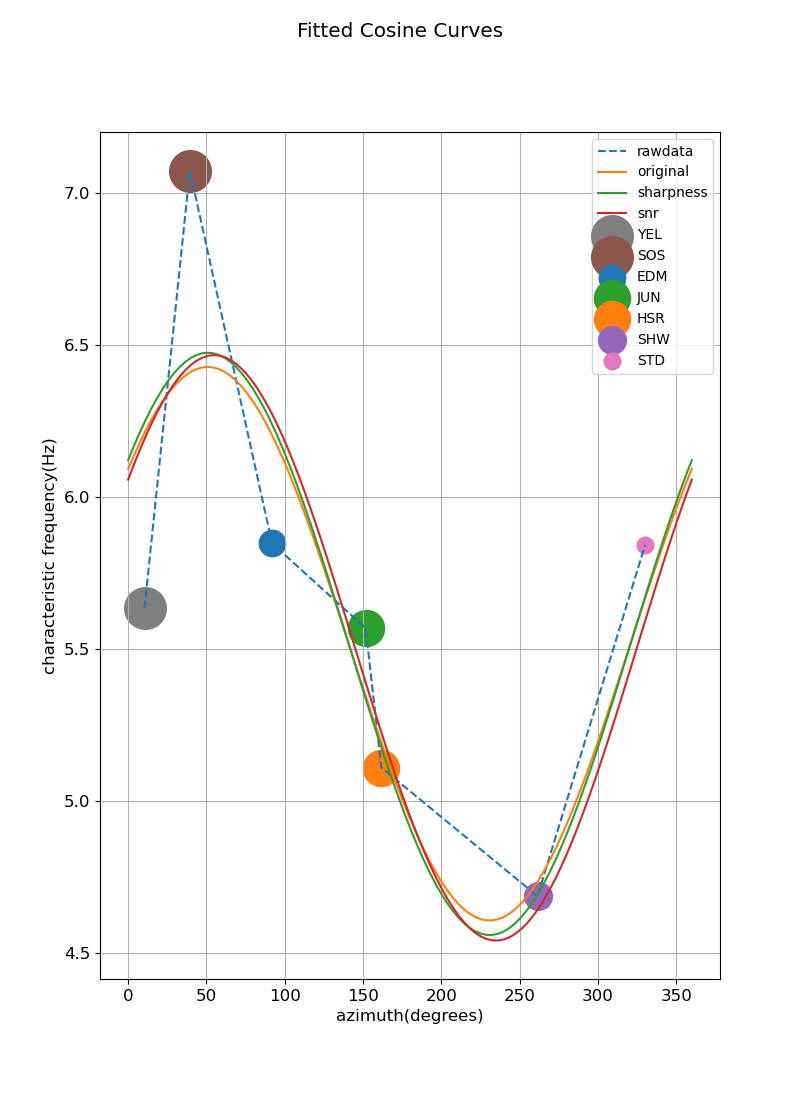 Fitted Cosine Curves
rawdata
original
sharpness
snr
YEL
SOS
EDM
JUN
HSR
SHW
STD
7.0
6.5
6.0
5.5
5.0
4.5
characteristic frequency(Hz)
0 50 100 150 200 250 300 350
azimuth(degrees)